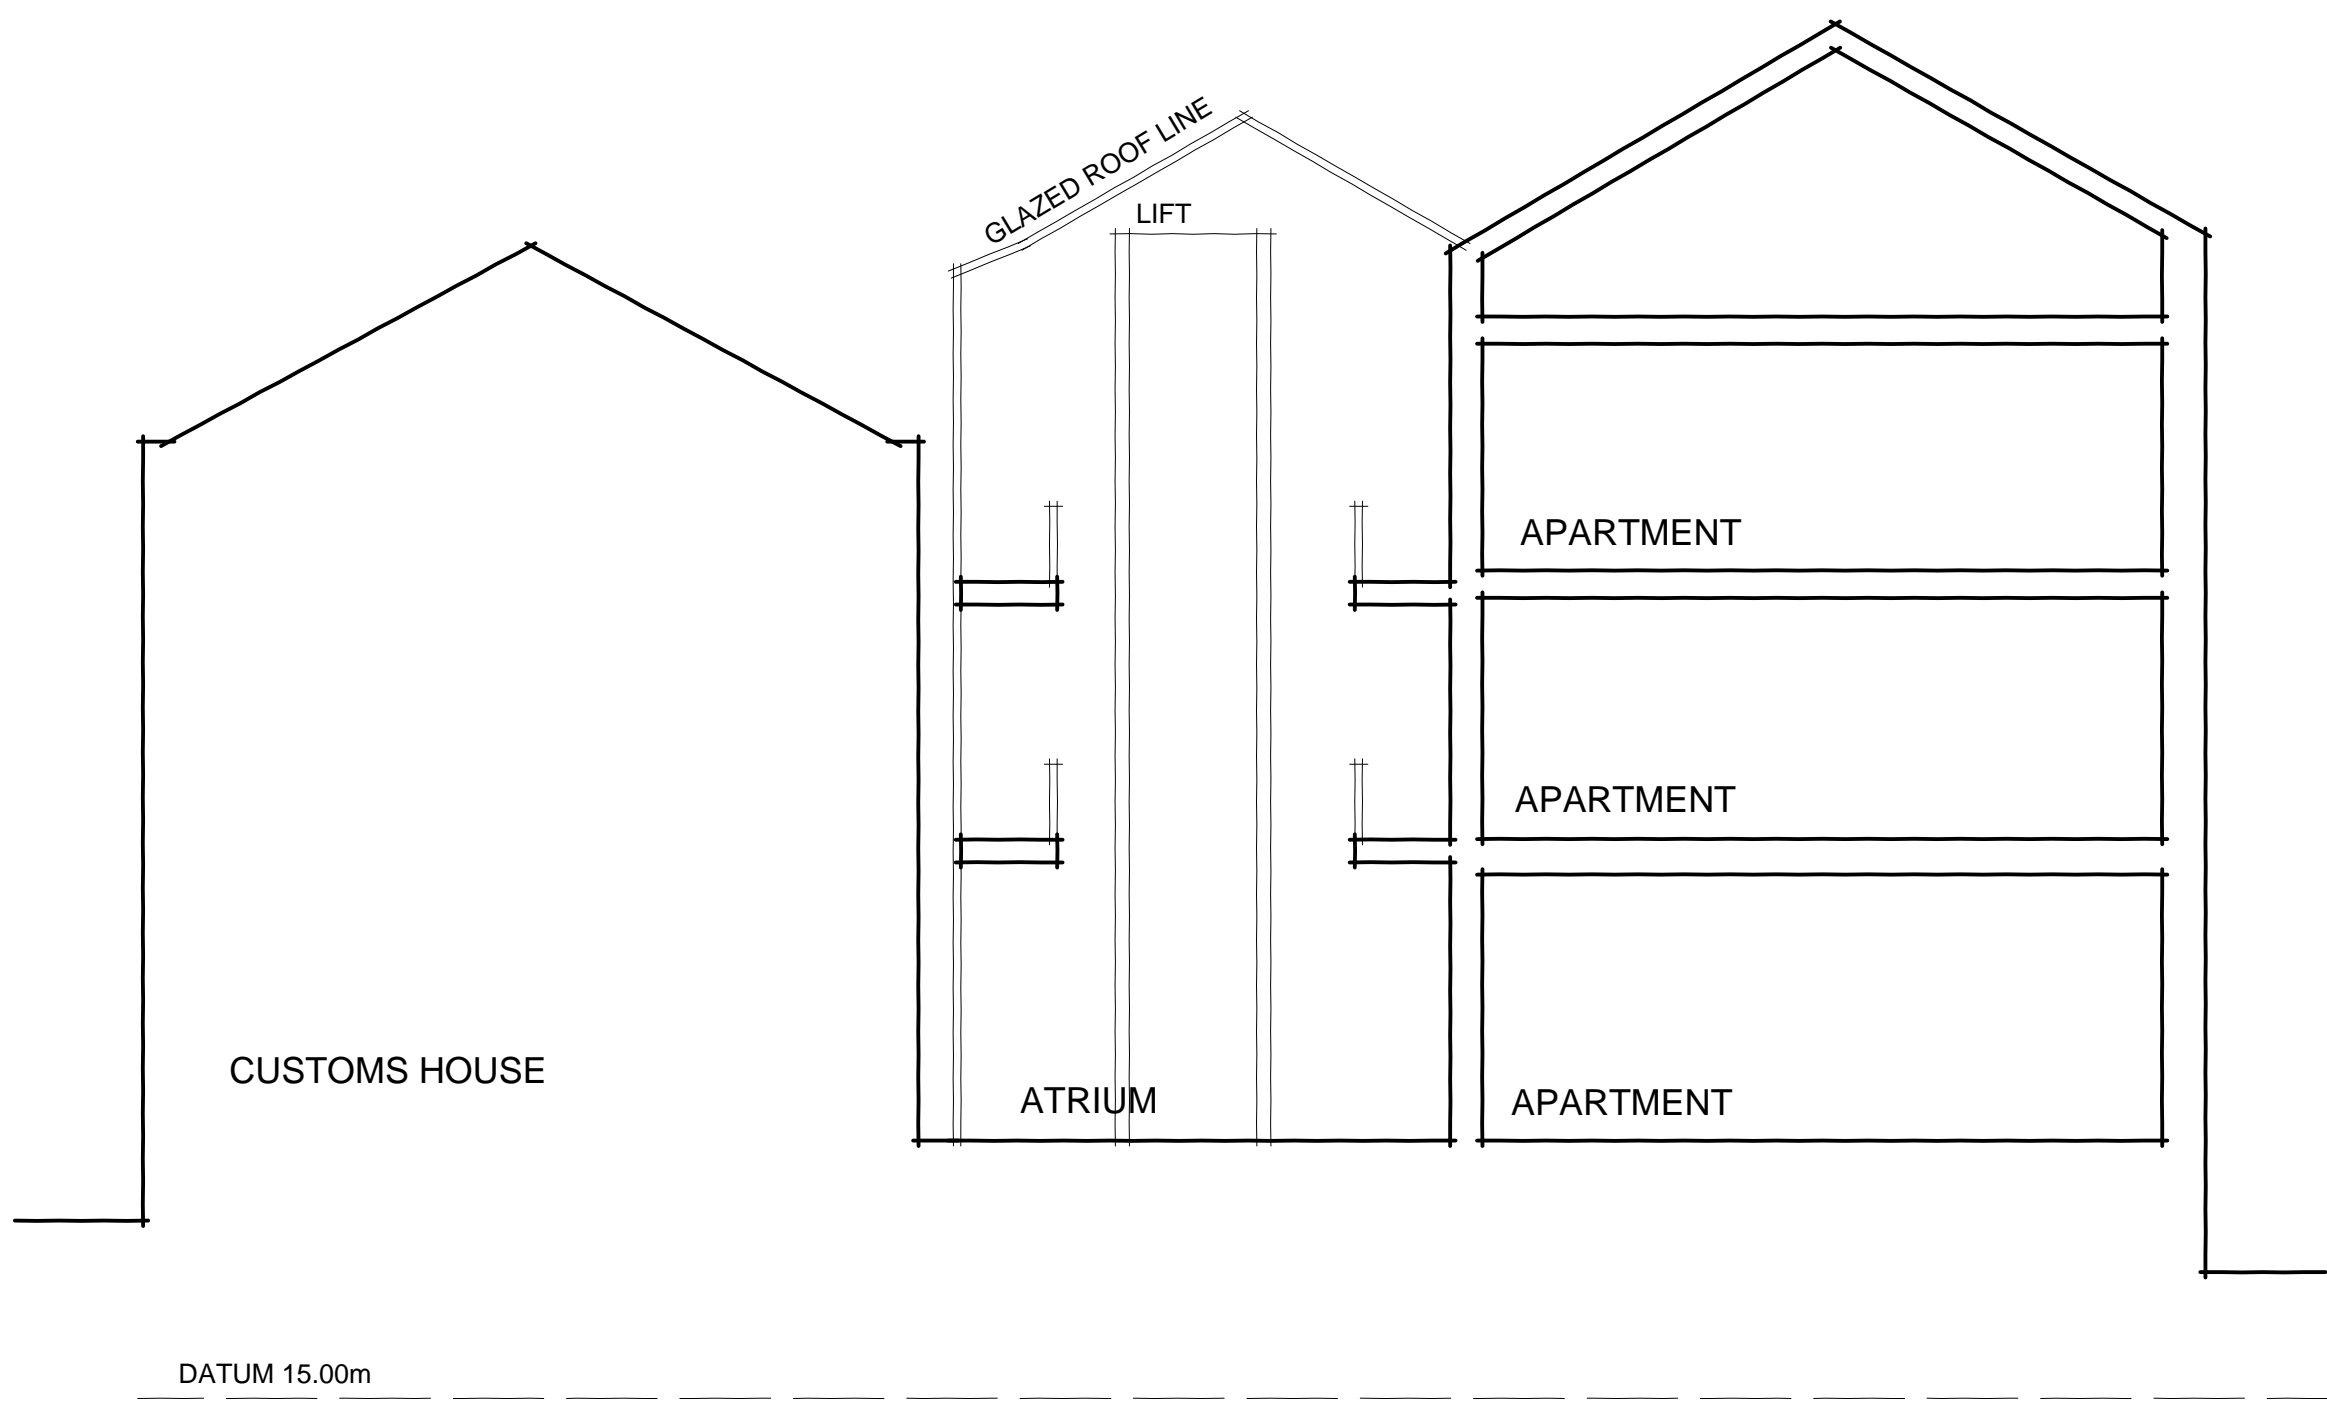 GLAZED ROOF LINE
LIFT
APARTMENT
APARTMENT
CUSTOMS HOUSE
ATRIUM
APARTMENT
DATUM 15.00m